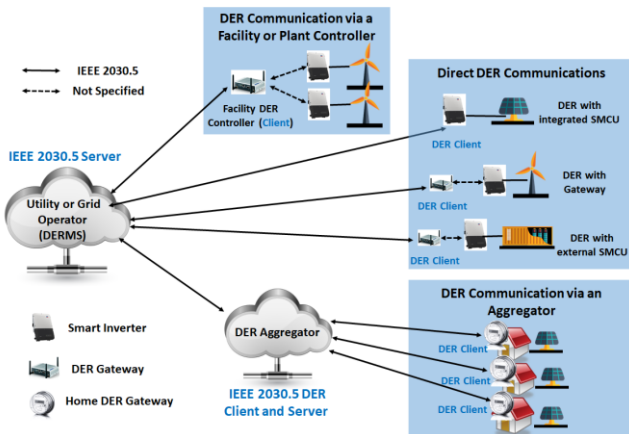 DER Communication via a
Facility or Plant Controller
Facility DER
Controller (Client)
IEEE 2030.5
Not Specified
Direct DER Communications
DER Client
DER with
integrated SMCU
DER Client
DER with
Gateway
DER Client
DER with
external SMCU
IEEE 2030.5 Server
Utility or Grid
Operator
(DERMS)
DER Aggregator
IEEE 2030.5 DER
Client and Server
DER Communication via an
Aggregator
DER Client
DER Client
DER Client
Smart Inverter
DER Gateway
Home DER Gateway